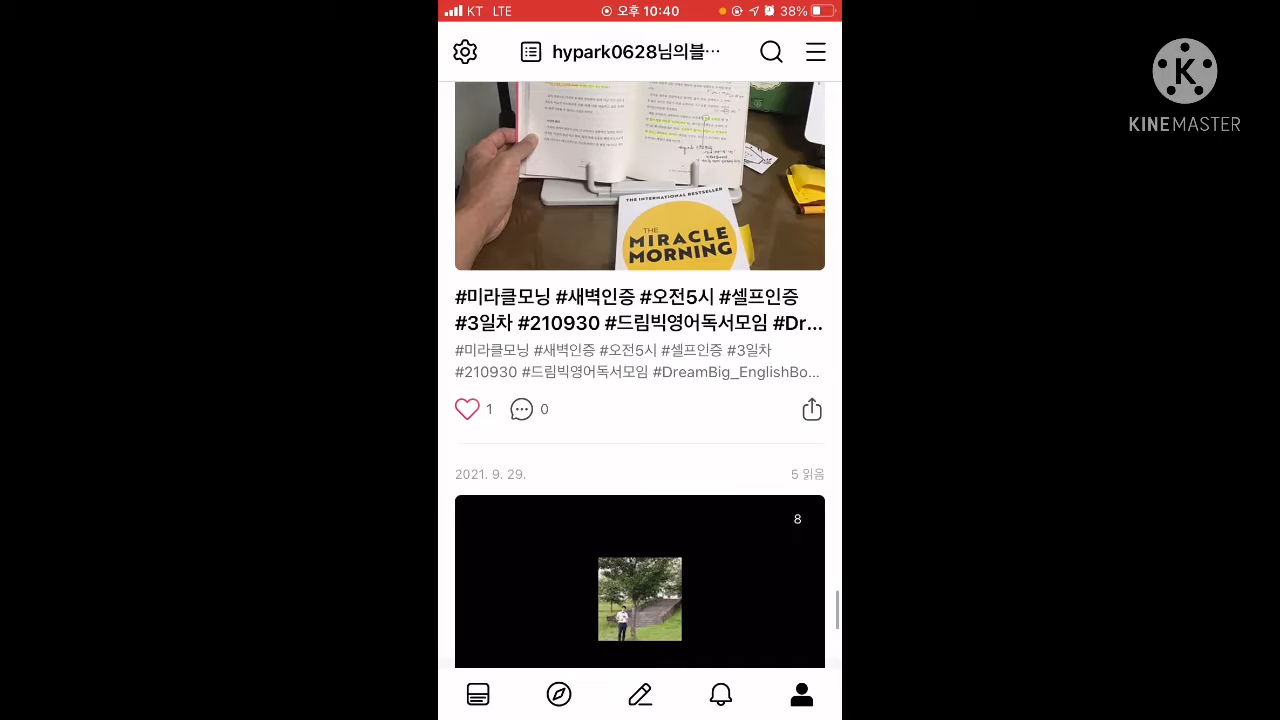 KT LTE
오후 10:40
38%
hypark0628님의블…
KINEMASTER
THE INTERNATIONAL BESTSELLER
THE
MIRACLE
MORNING
#미라클모닝 #새벽인증 #오전5시 #셀프인증
#3일차 #210930 #드림빅영어독서모임 #Dr...
#미라클모닝 #새벽인증 #오전5시 #셀프인증 #3일차
#210930 #드림빅영어독서모임 #DreamBig_EnglishBo...
1
0
2021. 9. 29.
5 읽음
8